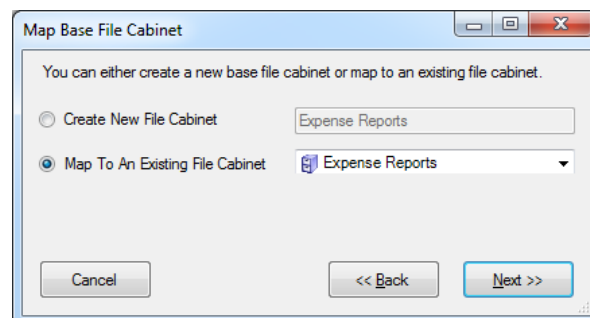 Map Base File Cabinet
You can either create a new base file cabinet or map to an existing file cabinet.
Create New File Cabinet
Expense Reports
Map To An Existing File Cabinet
Expense Reports
Cancel
<< Back
Next >>